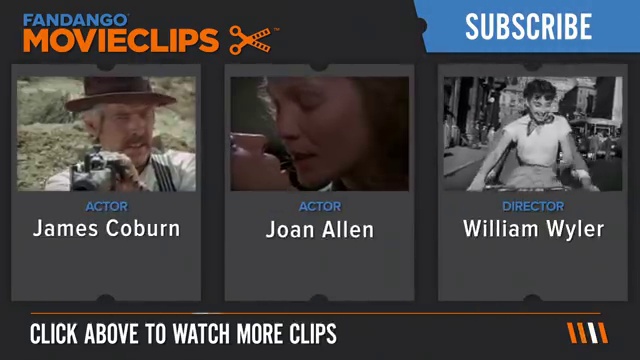 FANDANGO
MOVIECLIPS
SUBSCRIBE
ACTOR
James Coburn
ACTOR
Joan Allen
DIRECTOR
William Wyler
CLICK ABOVE TO WATCH MORE CLIPS